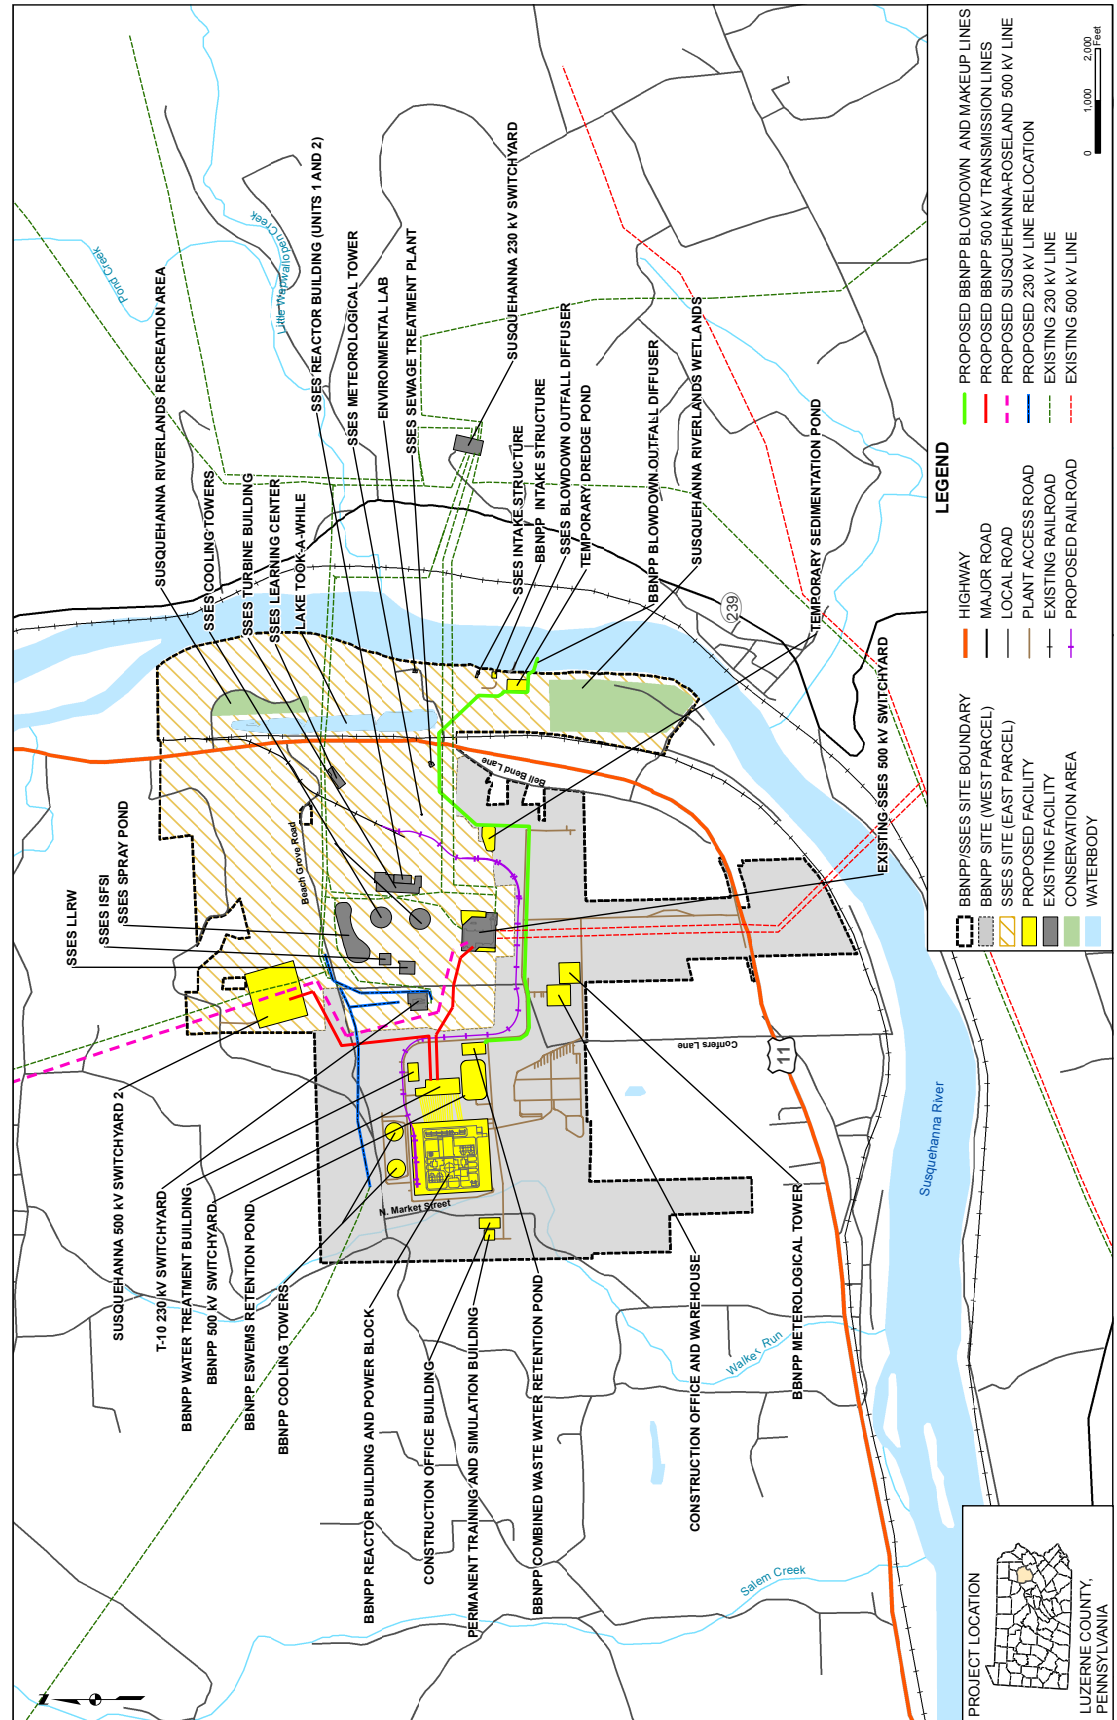 Pond Creek
Little Wapwallopen Creek
SUSQUEHANNA RIVERLANDS RECREATION AREA
SSES COOLING TOWERS
SSES TURBINE BUILDING
SSES LEARNING CENTER
LAKE TOOK-A-WHILE
SSES REACTOR BUILDING (UNITS 1 AND 2)
SSES METEOROLOGICAL TOWER
ENVIRONMENTAL LAB
SSES SEWAGE TREATMENT PLANT
SUSQUEHANNA 230 kV SWITCHYARD
SSES INTAKE STRUCTURE
BBNPP INTAKE STRUCTURE
SSES BLOWDOWN OUTFALL DIFFUSER
TEMPORARY DREDGE POND
BBNPP BLOWDOWN OUTFALL DIFFUSER
SUSQUEHANNA RIVERLANDS WETLANDS
TEMPORARY SEDIMENTATION POND
EXISTING SSES 500 kV SWITCHYARD
239
SSES LLRW
SSES ISFSI
SSES SPRAY POND
Beach Grove Road
Bell Bend Lane
Confers Lane
N. Market Street
11
Susquehanna River
Walker Run
Salem Creek
SUSQUEHANNA 500 kV SWITCHYARD 2
T-10 230 kV SWITCHYARD
BBNPP WATER TREATMENT BUILDING
BBNPP 500 kV SWITCHYARD
BBNPP ESWEMS RETENTION POND
BBNPP COOLING TOWERS
BBNPP REACTOR BUILDING AND POWER BLOCK
CONSTRUCTION OFFICE BUILDING
PERMANENT TRAINING AND SIMULATION BUILDING
BBNPP COMBINED WASTE WATER RETENTION POND
CONSTRUCTION OFFICE AND WAREHOUSE
BBNPP METEROLOGICAL TOWER
N
LEGEND
BBNPP/SSES SITE BOUNDARY
BBNPP SITE (WEST PARCEL)
SSES SITE (EAST PARCEL)
PROPOSED FACILITY
EXISTING FACILITY
CONSERVATION AREA
WATERBODY
HIGHWAY
MAJOR ROAD
LOCAL ROAD
PLANT ACCESS ROAD
EXISTING RAILROAD
PROPOSED RAILROAD
PROPOSED BBNPP BLOWDOWN AND MAKEUP LINES
PROPOSED BBNPP 500 kV TRANSMISSION LINES
PROPOSED SUSQUEHANNA-ROSELAND 500 kV LINE
PROPOSED 230 kV LINE RELOCATION
EXISTING 230 kV LINE
EXISTING 500 kV LINE
0 1,000 2,000
Feet
PROJECT LOCATION
LUZERNE COUNTY,
PENNSYLVANIA